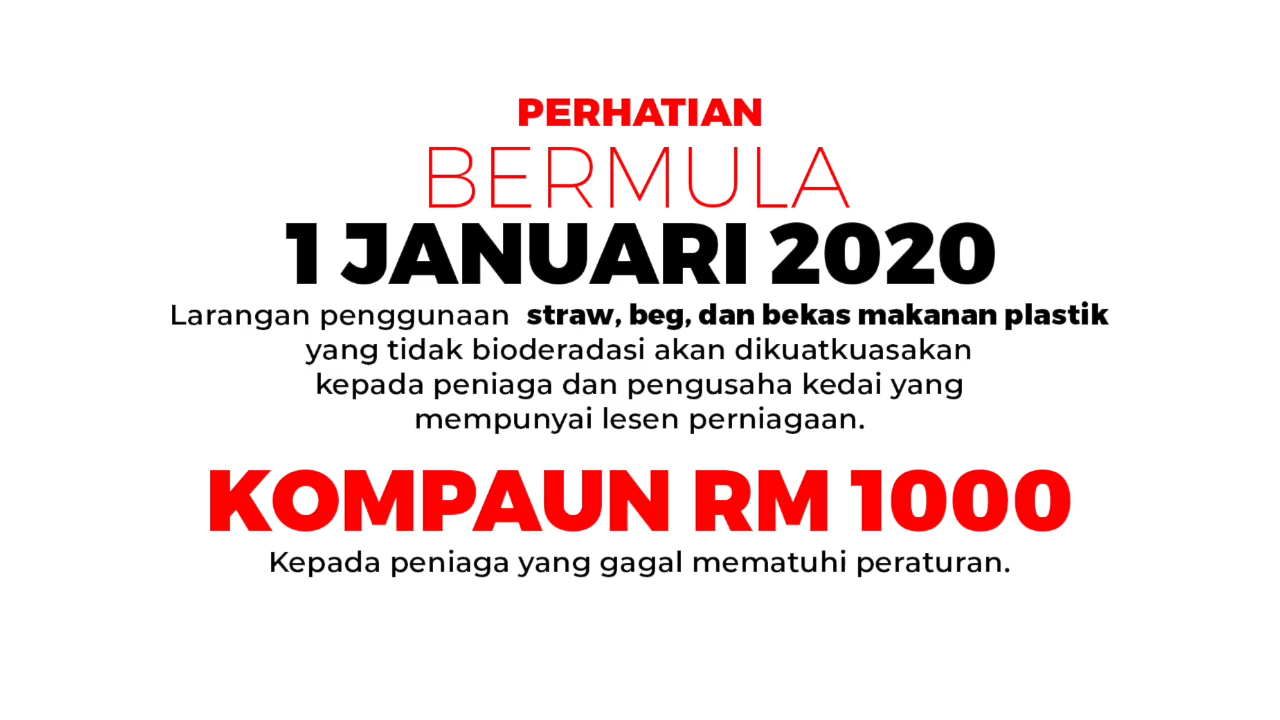 PERHATIAN
BERMULA
1 JANUARI 2020
Larangan penggunaan straw, beg, dan bekas makanan plastik
yang tidak bioderadasi akan dikuatkuasakan
kepada peniaga dan pengusaha kedai yang
mempunyai lesen perniagaan.
KOMPAUN RM 1000
Kepada peniaga yang gagal mematuhi peraturan.